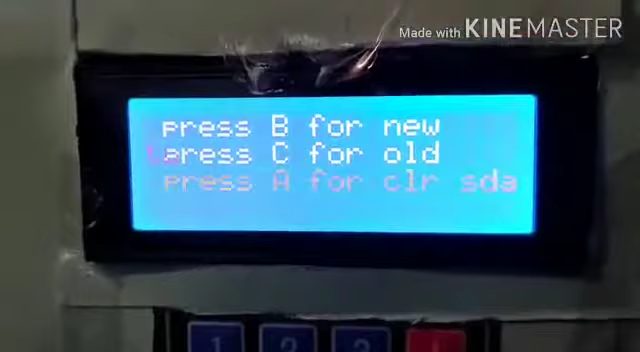 Made with KINEMASTER
press B for new
press C for old
press A for clr sda
1 2 3